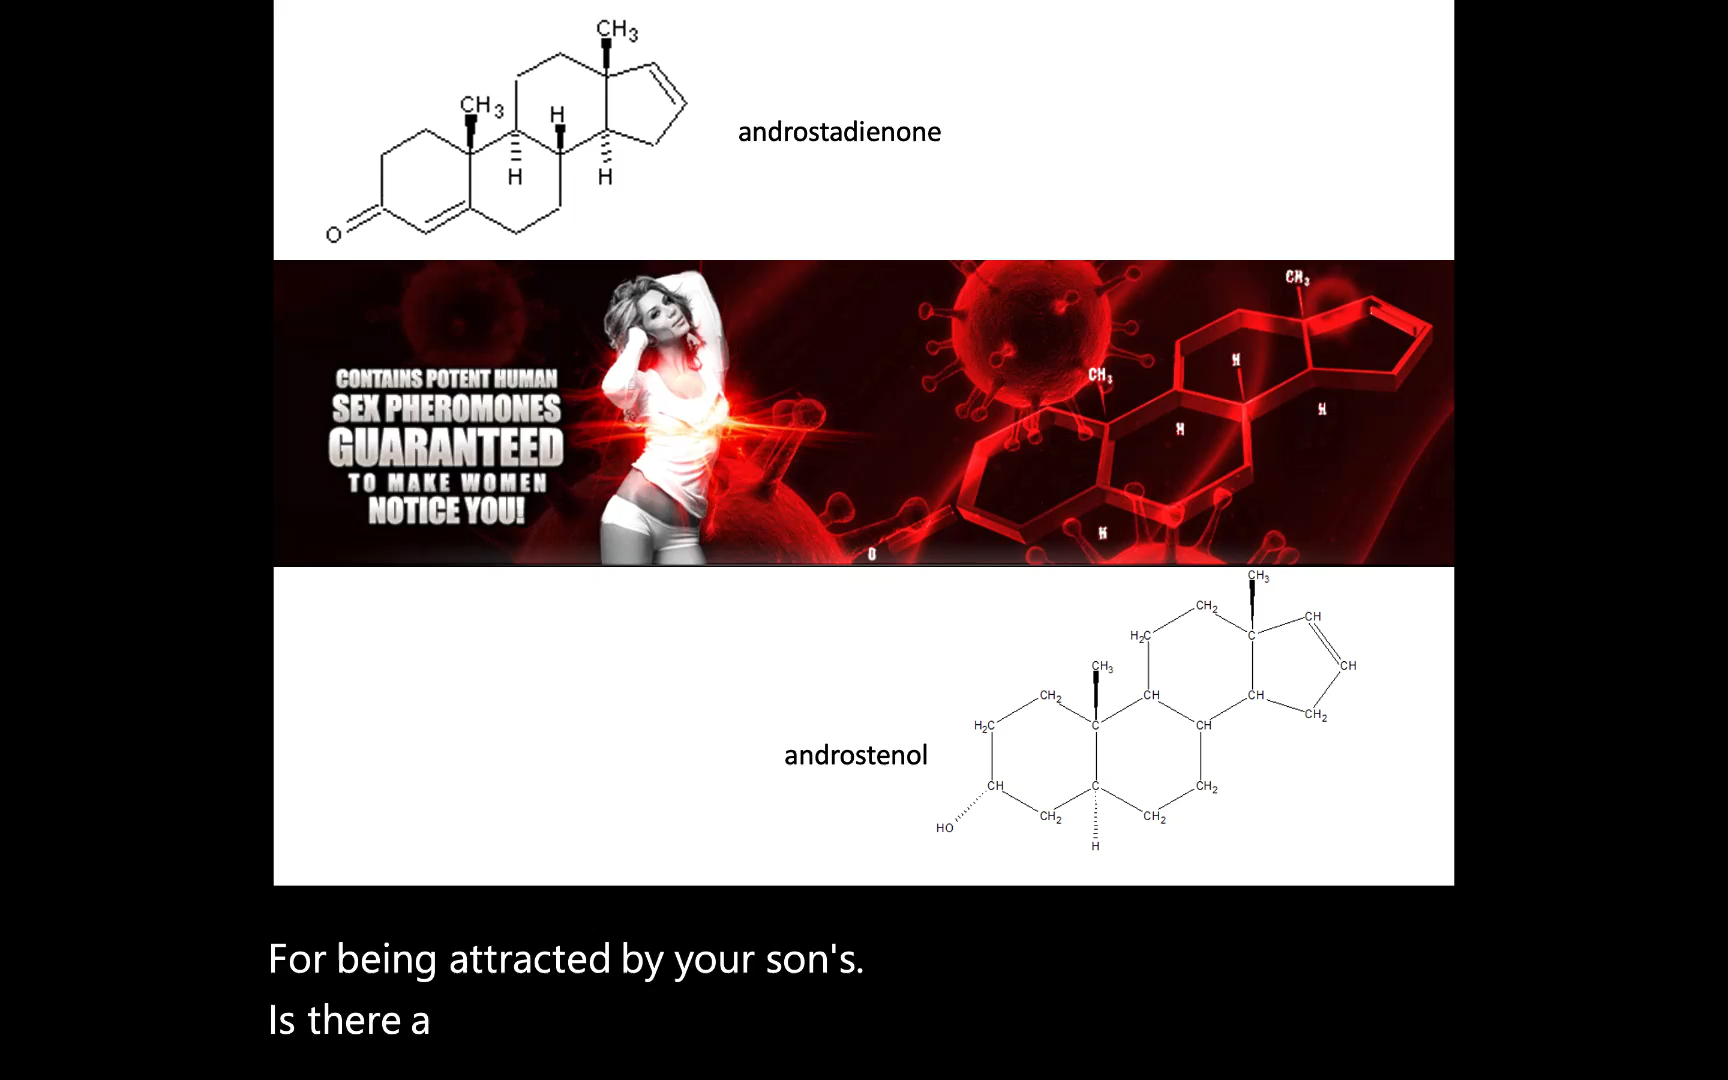 CH3
CH3
H
H
H
O
androstadienone
CONTAINS POTENT HUMAN
SEX PHEROMONES
GUARANTEED
TO MAKE WOMEN
NOTICE YOU!
CH3
CH3
H
H
H
H
O
CH3
CH2
CH
H2C
C
CH3
CH
CH2
CH
CH
H2C
C
CH
CH2
androstenol
CH
C
CH2
CH2
CH2
HO
H
For being attracted by your son's.
Is there a